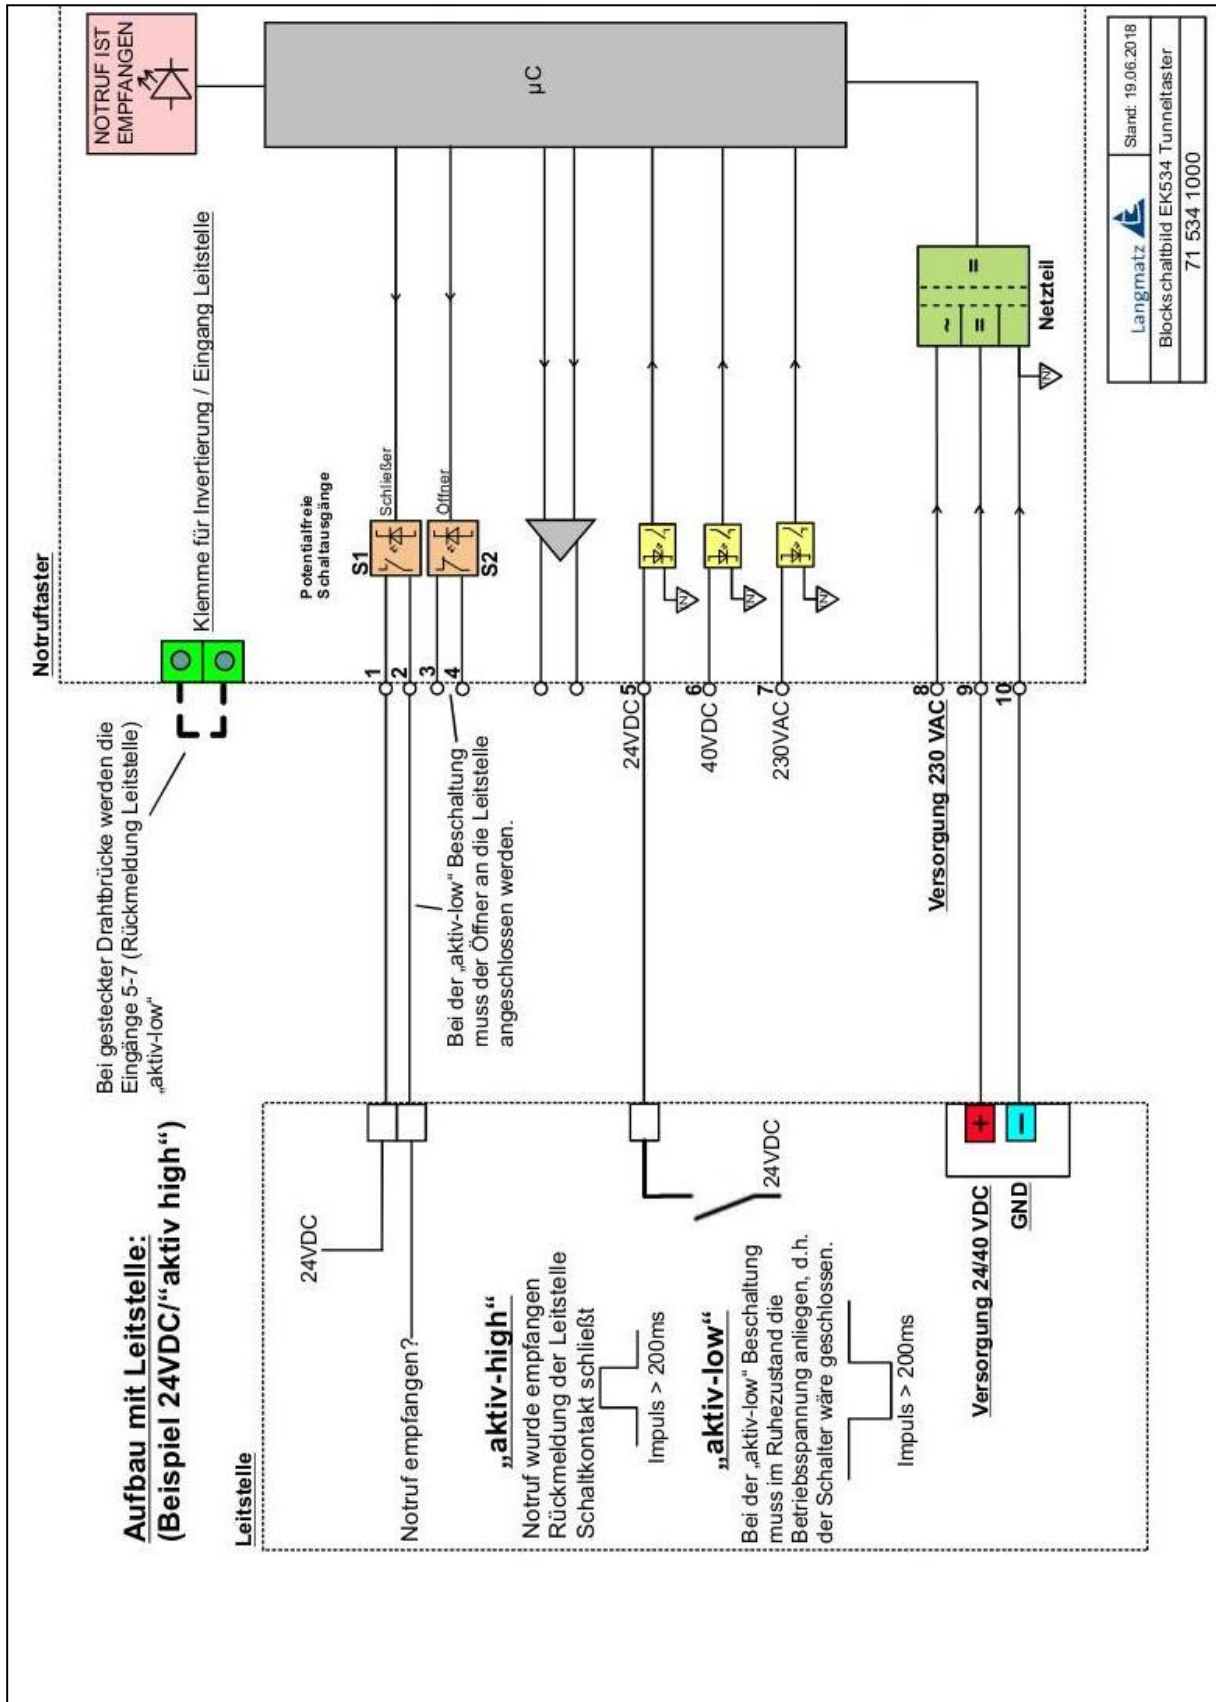 Aufbau mit Leitstelle:
(Beispiel 24VDC/“aktiv high“)
Bei gesteckter Drahtbrücke werden die
Eingänge 5-7 (Rückmeldung Leitstelle)
„aktiv-low“
Notruftaster
Klemme für Invertierung / Eingang Leitstelle
NOTRUF IST
EMPFANGEN
Leitstelle
24VDC
Notruf empfangen?
Potentialfreie
Schaltausgänge
S1
Schließer
Öffner
S2
1
2
3
4
µC
Bei der „aktiv-low“ Beschaltung
muss der Öffner an die Leitstelle
angeschlossen werden.
„aktiv-high“
Notruf wurde empfangen
Rückmeldung der Leitstelle
Schaltkontakt schließt
Impuls > 200ms
24VDC
24VDC 5
40VDC 6
230VAC 7
N
N
N
„aktiv-low“
Bei der „aktiv-low“ Beschaltung
muss im Ruhezustand die
Betriebsspannung anliegen, d.h.
der Schalter wäre geschlossen.
Impuls > 200ms
Versorgung 230 VAC 8
9
10
Versorgung 24/40 VDC
+
GND
–
~
=
=
N
Netzteil
Langmatz
Stand: 19.06.2018
Blockschaltbild EK534 Tunneltaster
71 534 1000